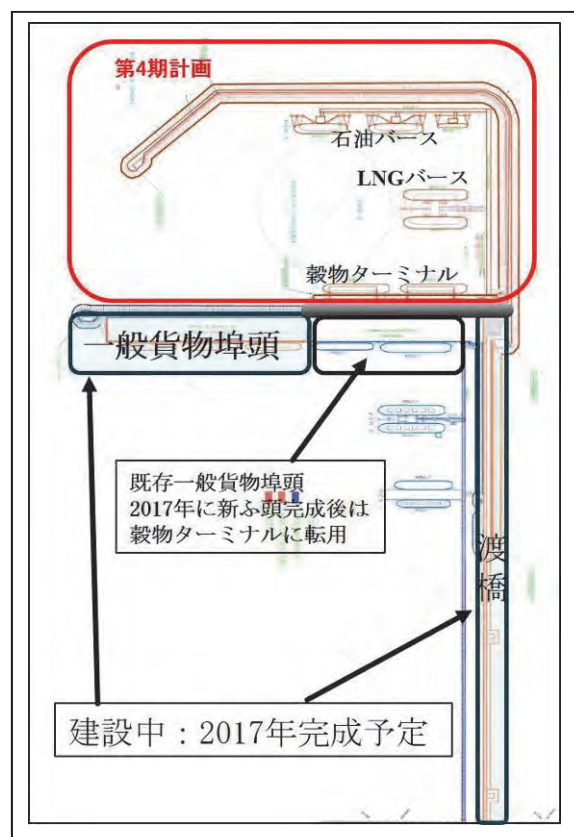 第4期計画
石油バース
LNGバース
穀物ターミナル
一般貨物埠頭
既存一般貨物埠頭
2017年に新ふ頭完成後は
穀物ターミナルに転用
渡橋
建設中：2017年完成予定